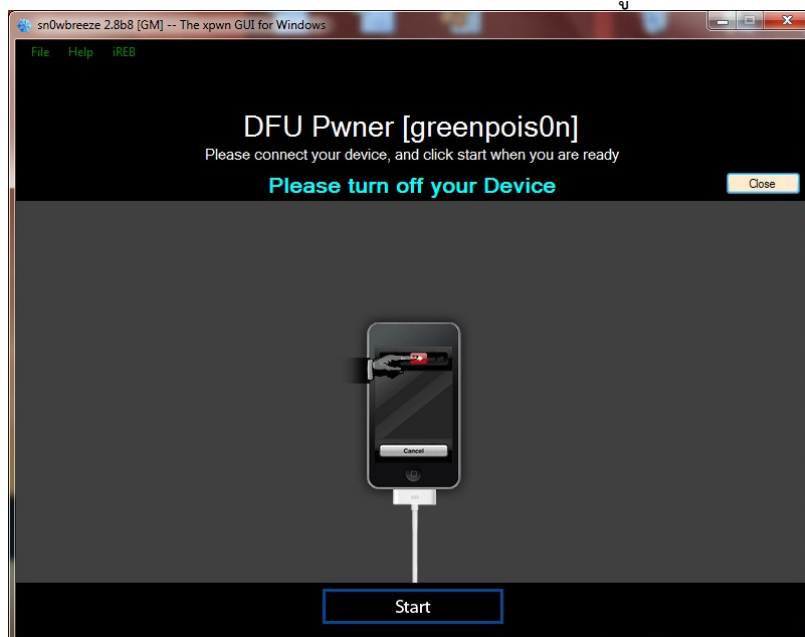 sn0wbreeze 2.8b8 [GM] -- The xpwn GUI for Windows
File Help iREB
DFU Pwner [greenpois0n]
Please connect your device, and click start when you are ready
Please turn off your Device
Close
Cancel
Start